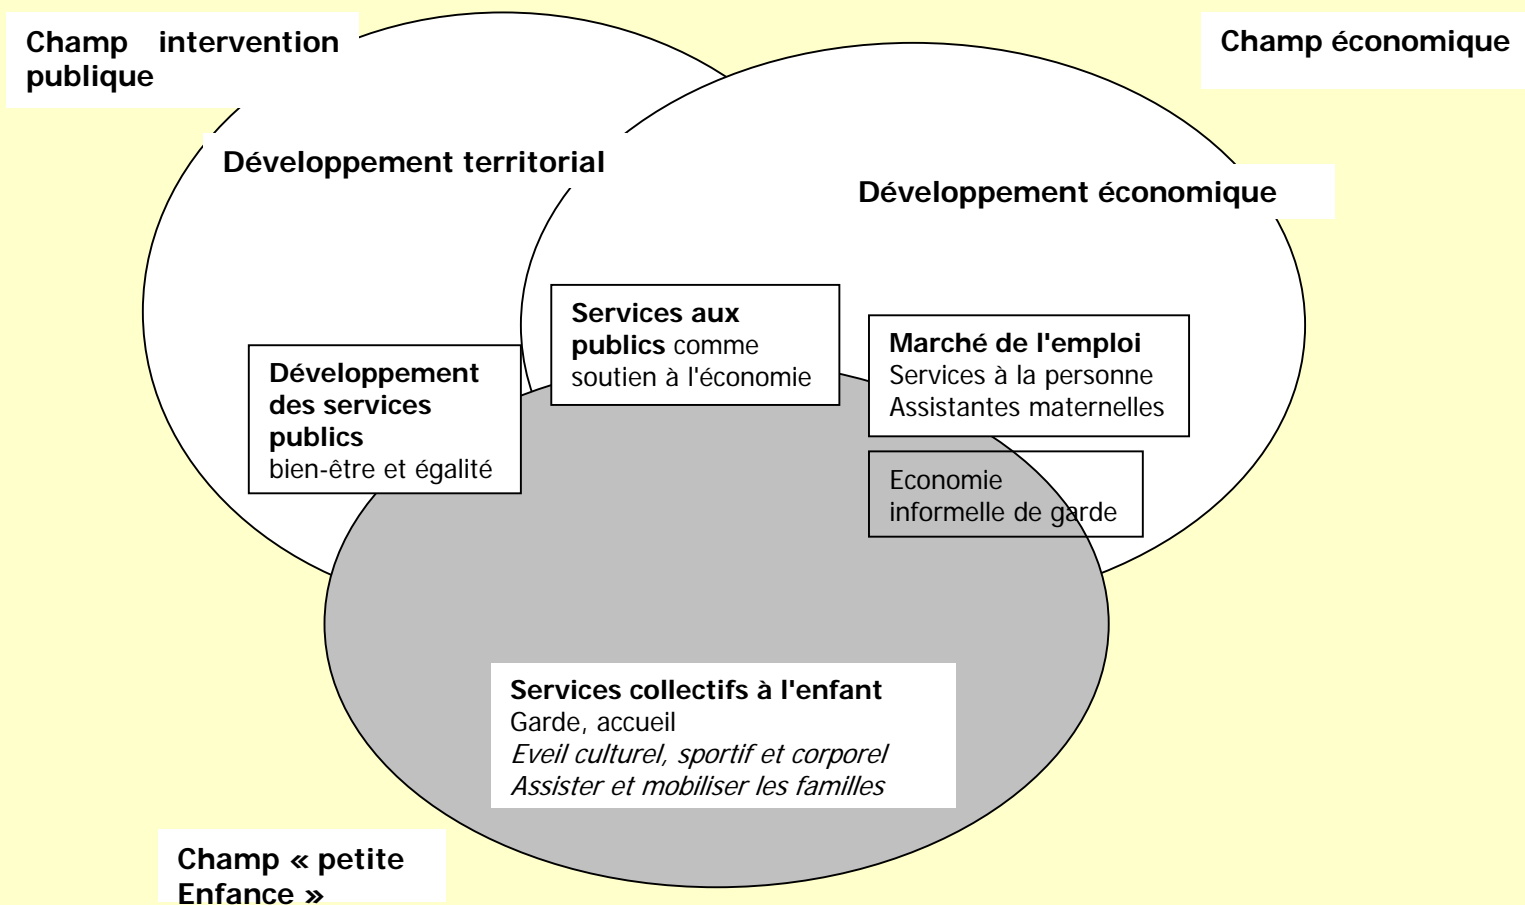 Champ intervention
publique
Champ économique
Développement territorial
Développement économique
Services aux
publics comme
soutien à l'économie
Marché de l'emploi
Services à la personne
Assistantes maternelles
Développement
des services
publics
bien-être et égalité
Economie
informelle de garde
Services collectifs à l'enfant
Garde, accueil
Eveil culturel, sportif et corporel
Assister et mobiliser les familles
Champ « petite
Enfance »